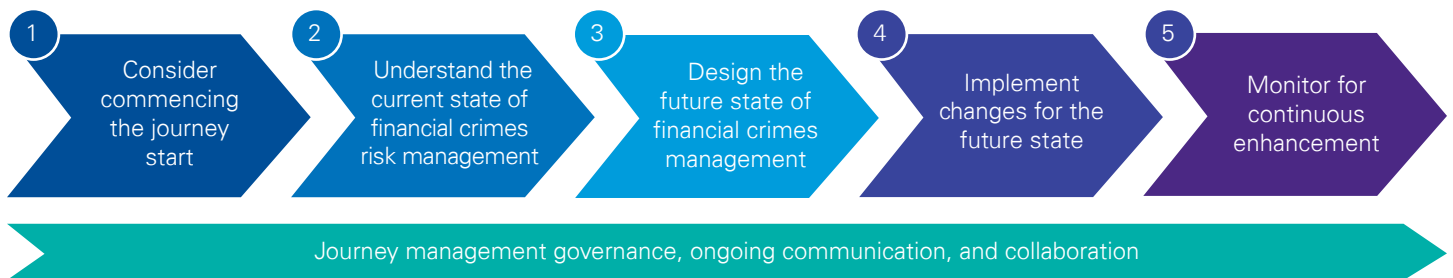 1
Consider
commencing
the journey
start
2
Understand the
current state of
financial crimes
risk management
3
Design the
future state of
financial crimes
management
4
Implement
changes for the
future state
5
Monitor for
continuous
enhancement
Journey management governance, ongoing communication, and collaboration